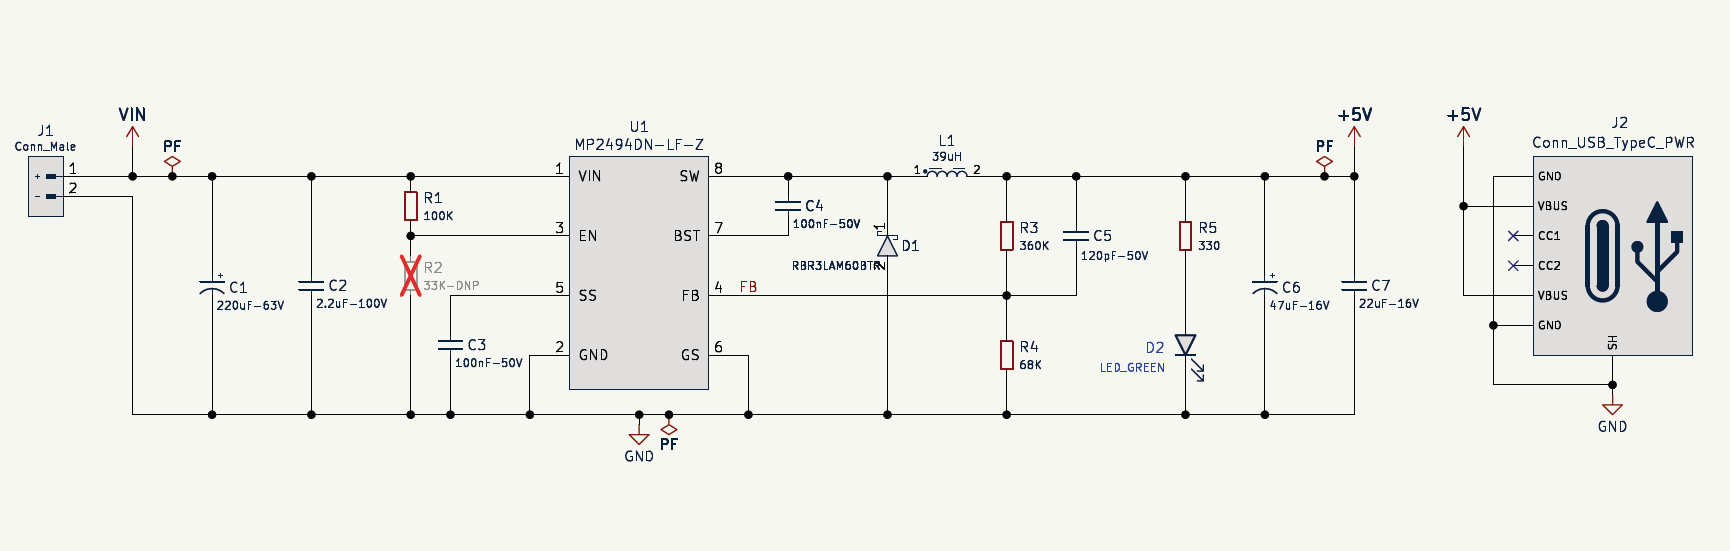 VIN
+5V
+5V
J1
Conn_Male
PF
U1
MP2494DN-LF-Z
L1
39uH
PF
J2
Conn_USB_TypeC_PWR
+
1
-
2
1
VIN
SW
8
1
2
GND
R1
100K
C4
100nF-50V
VBUS
3
EN
BST
7
1
D1
RBR3LAM60BTR
2
R3
360K
C5
120pF-50V
R5
330
CC1
CC2
R2
33K-DNP
+
C1
220uF-63V
C2
2.2uF-100V
5
SS
FB
4
FB
+
C6
47uF-16V
C7
22uF-16V
VBUS
GND
C3
100nF-50V
2
GND
GS
6
R4
68K
D2
LED_GREEN
SH
GND
PF
GND